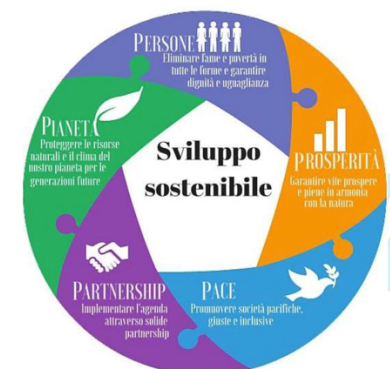 PERSONE
Eliminare fame e povertà in
tutte le forme e garantire
dignità e uguaglianza
PIANETA
Proteggere le risorse
naturali e il clima del
nostro pianeta per le
generazioni future
Sviluppo
sostenibile
PROSPERITÀ
Garantire vite prospere
e piene in armonia
con la natura
PARTNERSHIP
Implementare l'agenda
attraverso solide
partnership
PACE
Promuovere società pacifiche,
giuste e inclusive